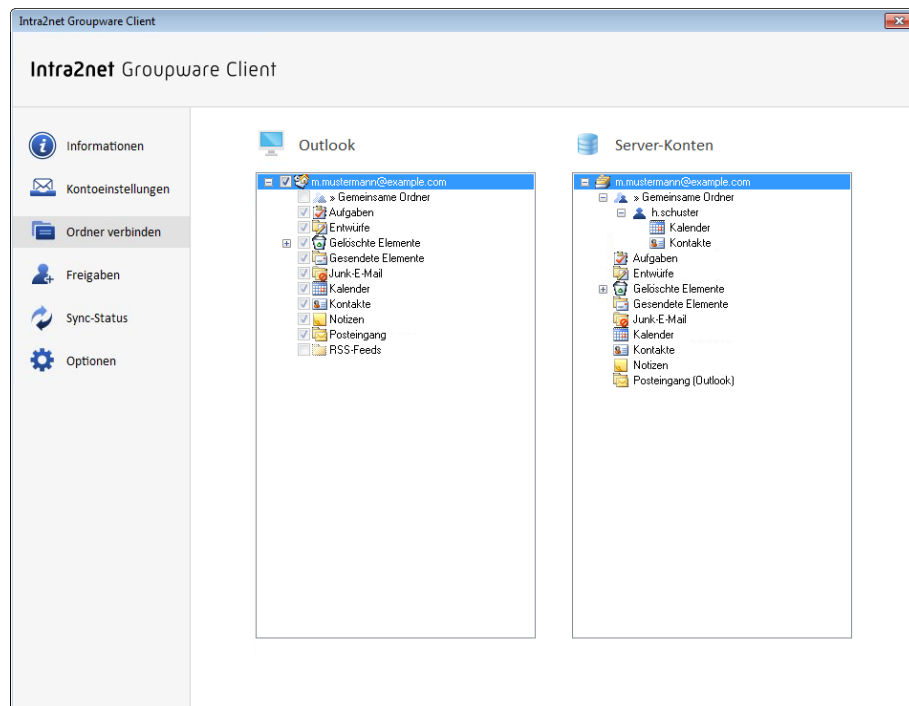 Intra2net Groupware Client
Intra2net Groupware Client
Informationen
Kontoeinstellungen
Ordner verbinden
Freigaben
Sync-Status
Optionen
Outlook
m.mustermann@example.com
» Gemeinsame Ordner
Aufgaben
Entwürfe
Gelöschte Elemente
Gesendete Elemente
Junk-E-Mail
Kalender
Kontakte
Notizen
Posteingang
RSS-Feeds
Server-Konten
m.mustermann@example.com
» Gemeinsame Ordner
h.schuster
Kalender
Kontakte
Aufgaben
Entwürfe
Gelöschte Elemente
Gesendete Elemente
Junk-E-Mail
Kalender
Kontakte
Notizen
Posteingang (Outlook)